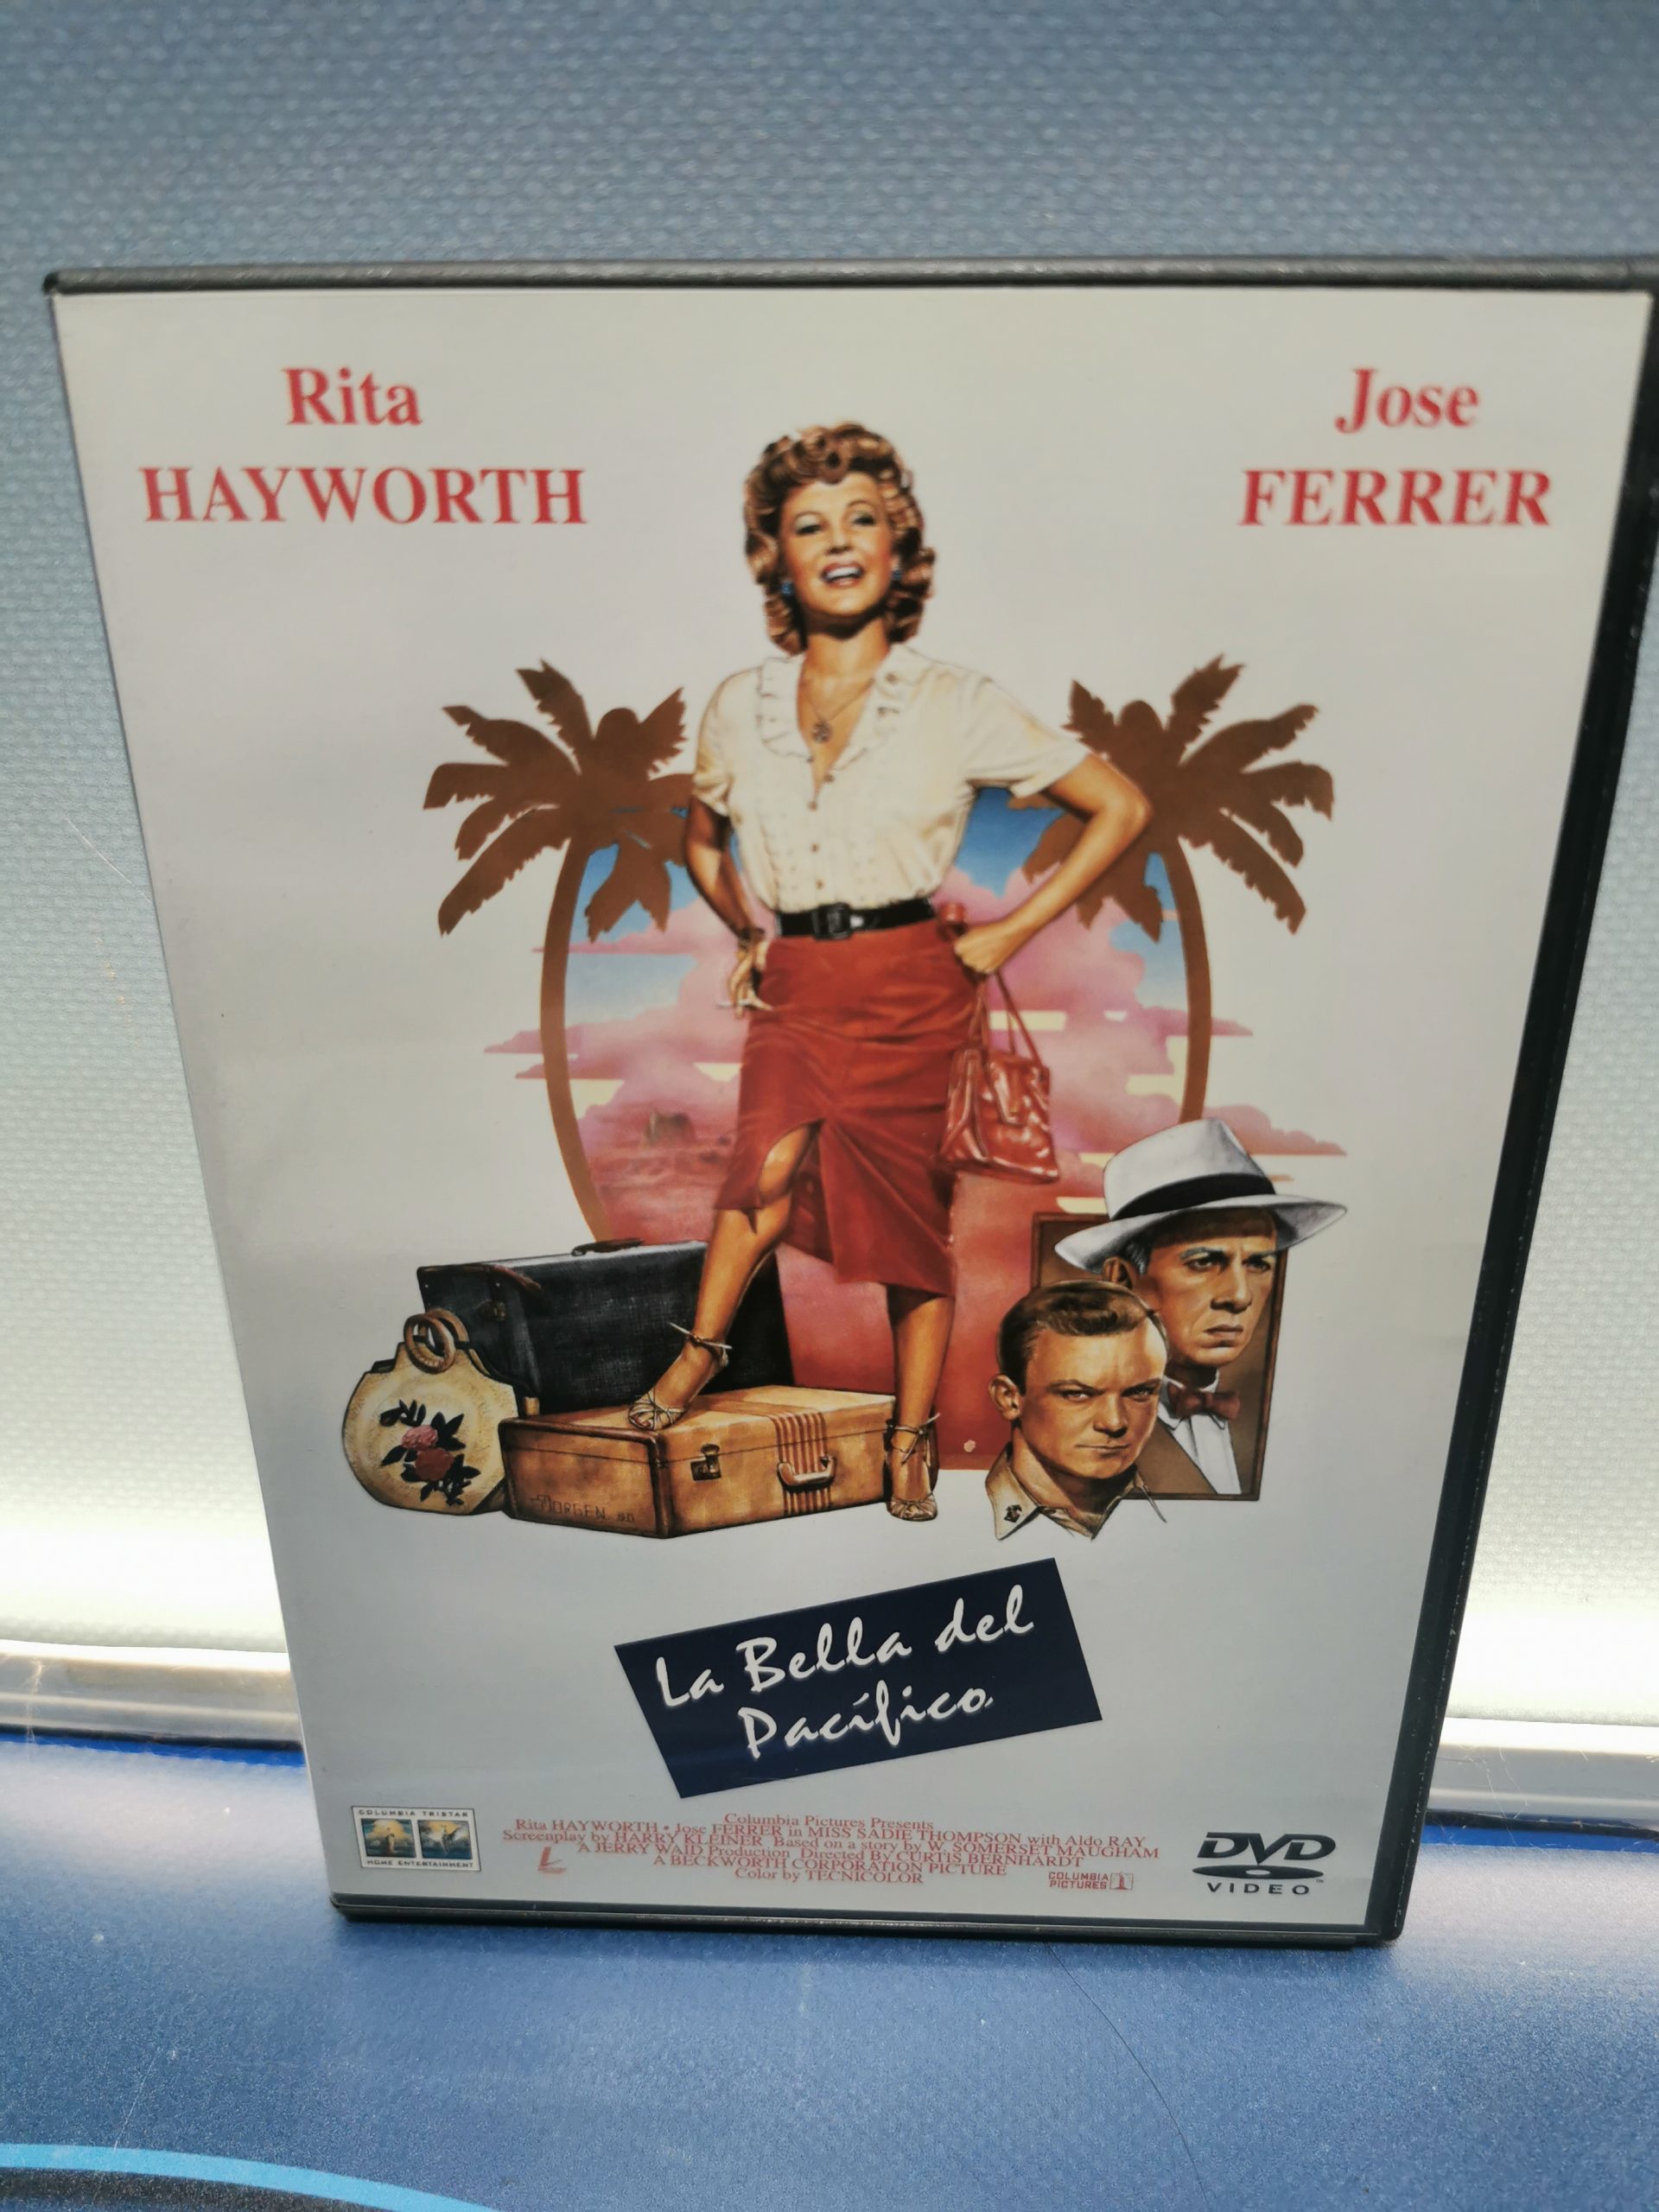 Rita
HAYWORTH
Jose
FERRER
La Bella del
Pacífico
COLUMBIA TRISTAR
HOME ENTERTAINMENT
Columbia Pictures Presents
Rita HAYWORTH • Jose FERRER in MISS SADIE THOMPSON with Aldo RAY
Screenplay by HARRY KLEINER Based on a story by W. SOMERSET MAUGHAM
A JERRY WAID Production Directed By CURTIS BERNHARDT
A BECKWORTH CORPORATION PICTURE
Color by TECNICOLOR
COLUMBIA
PICTURES
DVD
VIDEO